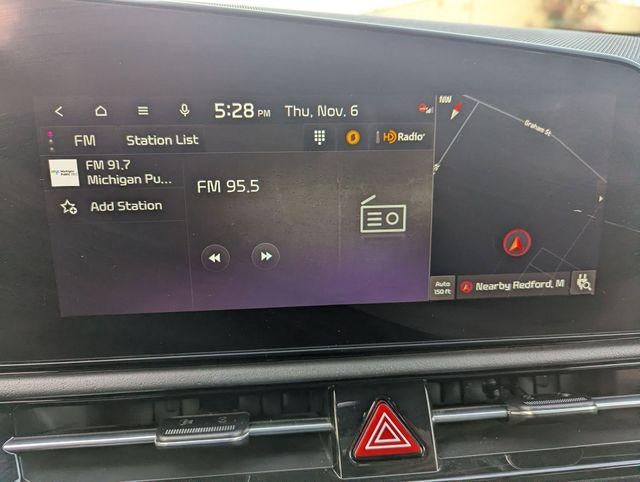 5:28 PM Thu, Nov. 6
FM Station List HD Radio
NW
Graham St
FM 91.7
Michigan Pu...
Add Station
FM 95.5
Auto
150 ft
Nearby Redford, M